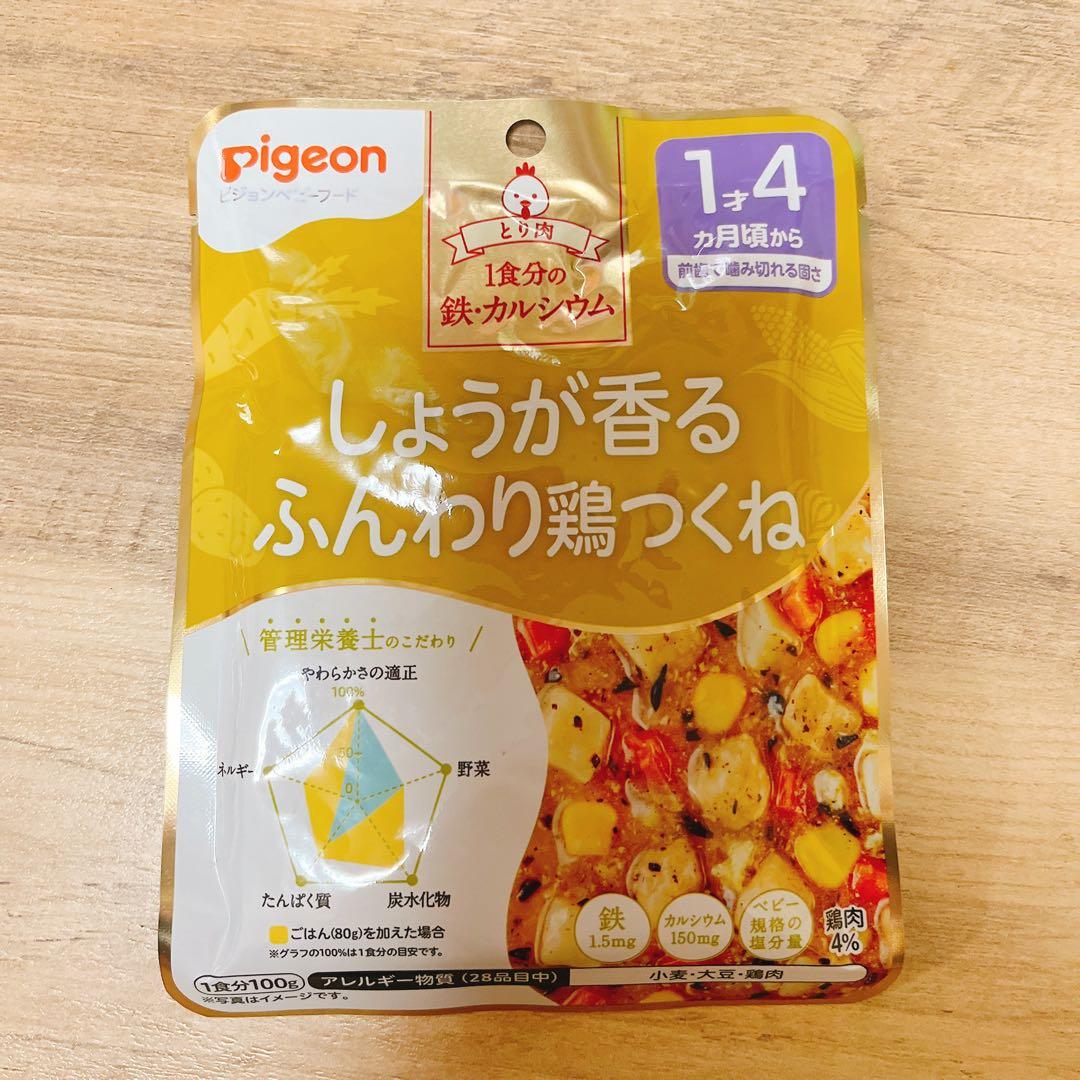 pigeon
ピジョンベビーフード
とり肉
1食分の
鉄・カルシウム
1才4
カ月頃から
前歯で噛み切れる固さ
しょうが香る
ふんわり鶏つくね
管理栄養士のこだわり
やわらかさの適正
100%
50
0
ネルギー
野菜
たんぱく質
炭水化物
ごはん(80g)を加えた場合
※グラフの100%は1食分の目安です。
鉄
1.5mg
カルシウム
150mg
ベビー
規格の
塩分量
鶏肉
4%
1食分100g
アレルギー物質(28品目中)
小麦・大豆・鶏肉
※写真はイメージです。